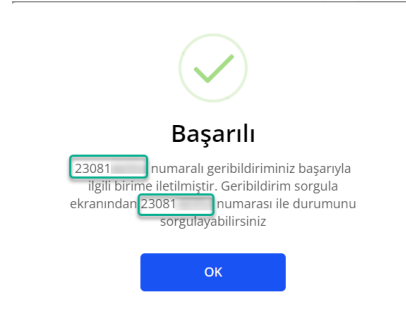 Başarılı
23081 numaralı geribildiriminiz başarıyla
ilgili birime iletilmiştir. Geribildirim sorgula
ekranından 23081 numarası ile durumunu
sorgulayabilirsiniz
OK